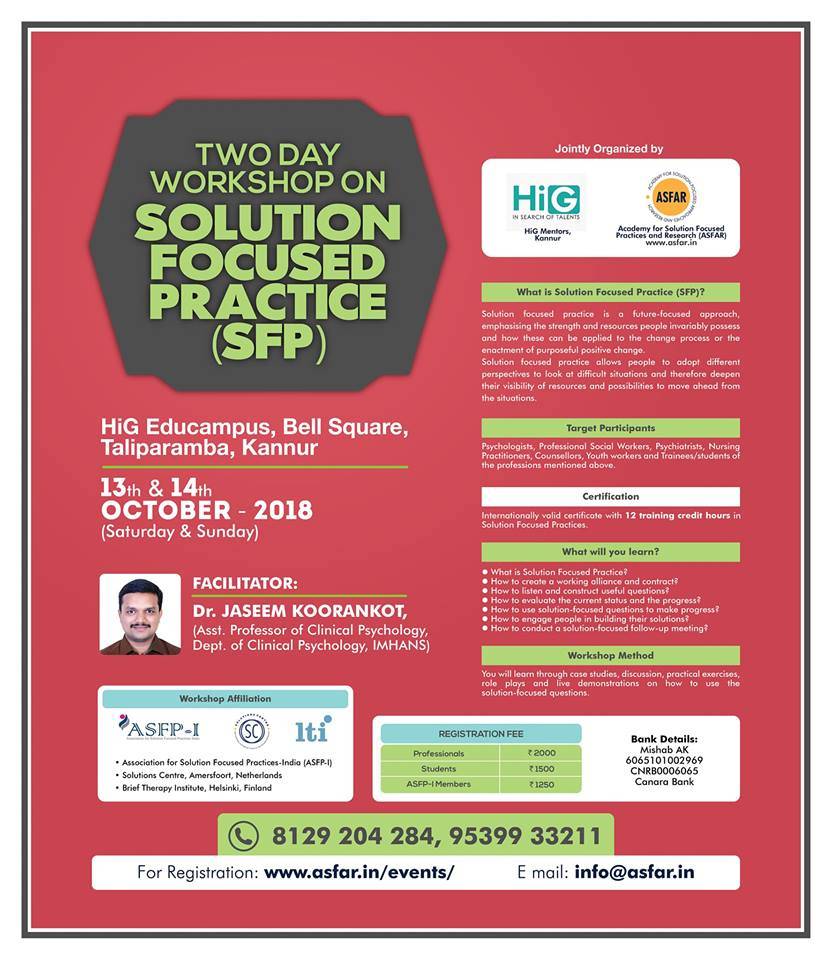 TWO DAY
WORKSHOP ON
SOLUTION
FOCUSED
PRACTICE
(SFP)
HiG Educampus, Bell Square,
Taliparamba, Kannur
13th & 14th
OCTOBER - 2018
(Saturday & Sunday)
FACILITATOR:
Dr. JASEEM KOORANKOT,
(Asst. Professor of Clinical Psychology,
Dept. of Clinical Psychology, IMHANS)
Workshop Affiliation
ASFP-I
Association for Solution Focused Practices-India
SOLUTIONS CENTRE
SC
lti
• Association for Solution Focused Practices-India (ASFP-I)
• Solutions Centre, Amersfoort, Netherlands
• Brief Therapy Institute, Helsinki, Finland
Jointly Organized by
HiG
IN SEARCH OF TALENTS
HiG Mentors,
Kannur
ACADEMY FOR SOLUTION FOCUSED APPROACHES AND RESEARCH
ASFAR
Academy for Solution Focused
Practices and Research (ASFAR)
www.asfar.in
What is Solution Focused Practice (SFP)?
Solution focused practice is a future-focused approach,
emphasising the strength and resources people invariably possess
and how these can be applied to the change process or the
enactment of purposeful positive change.
Solution focused practice allows people to adopt different
perspectives to look at difficult situations and therefore deepen
their visibility of resources and possibilities to move ahead from
the situations.
Target Participants
Psychologists, Professional Social Workers, Psychiatrists, Nursing
Practitioners, Counsellors, Youth workers and Trainees/students of
the professions mentioned above.
Certification
Internationally valid certificate with 12 training credit hours in
Solution Focused Practices.
What will you learn?
● What is Solution Focused Practice?
● How to create a working alliance and contract?
● How to listen and construct useful questions?
● How to evaluate the current status and the progress?
● How to use solution-focused questions to make progress?
● How to engage people in building their solutions?
● How to conduct a solution-focused follow-up meeting?
Workshop Method
You will learn through case studies, discussion, practical exercises,
role plays and live demonstrations on how to use the
solution-focused questions.
REGISTRATION FEE
Professionals ₹ 2000
Students ₹ 1500
ASFP-I Members ₹ 1250
Bank Details:
Mishab AK
6065101002969
CNRB0006065
Canara Bank
8129 204 284, 95399 33211
For Registration: www.asfar.in/events/ E mail: info@asfar.in